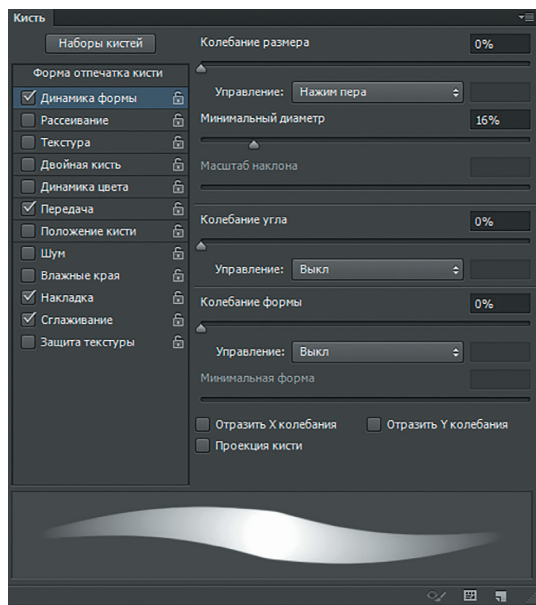 Кисть
Наборы кистей
Форма отпечатка кисти
Динамика формы
Рассеивание
Текстура
Двойная кисть
Динамика цвета
Передача
Положение кисти
Шум
Влажные края
Накладка
Сглаживание
Защита текстуры
Колебание размера 0%
Управление: Нажим пера
Минимальный диаметр 16%
Масштаб наклона
Колебание угла 0%
Управление: Выкл
Колебание формы 0%
Управление: Выкл
Минимальная форма
Отразить X колебания Отразить Y колебания
Проекция кисти